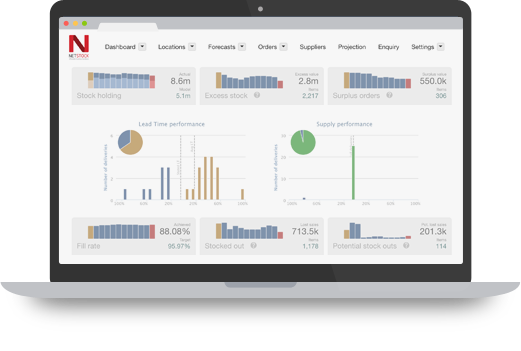 NETSTOCK
Dashboard Locations Forecasts Orders Suppliers Projection Enquiry Settings
Actual
8.6m
Model
5.1m
Stock holding
Excess value
2.8m
Items
2,217
Excess stock ?
Surplus value
550.0k
Items
306
Surplus orders ?
Lead Time performance
Number of deliveries
Supply performance
Number of deliveries
Achieved
88.08%
Target
95.97%
Fill rate
Lost sales
713.5k
Items
1,178
Stocked out ?
Pot. lost sales
201.3k
Items
114
Potential stock outs ?